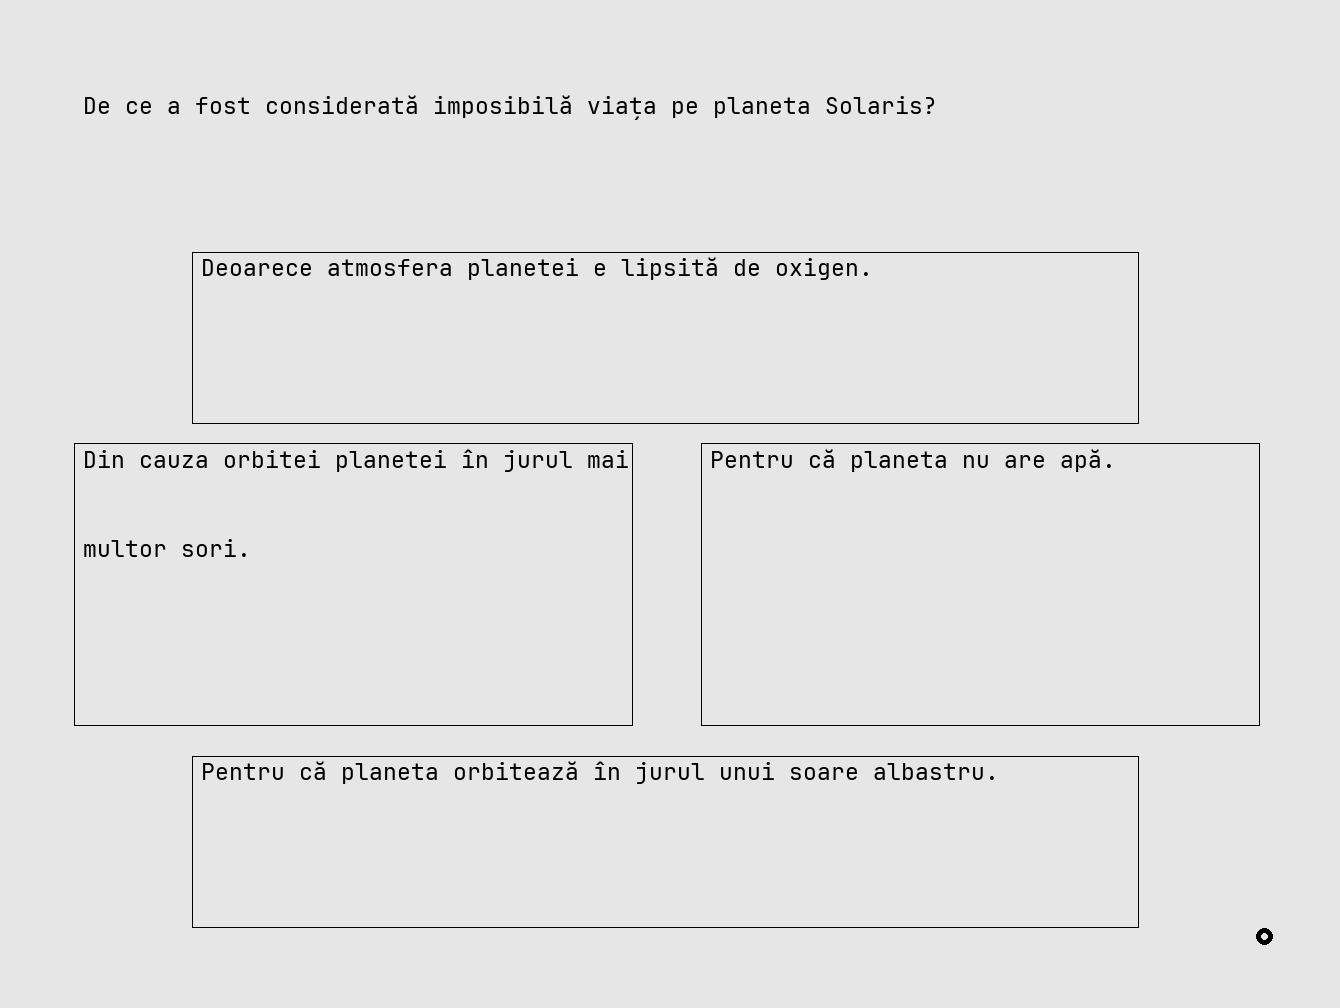 De ce a fost considerată imposibilă viața pe planeta Solaris?
Deoarece atmosfera planetei e lipsită de oxigen.
Din cauza orbitei planetei în jurul mai
multor sori.
Pentru că planeta nu are apă.
Pentru că planeta orbitează în jurul unui soare albastru.